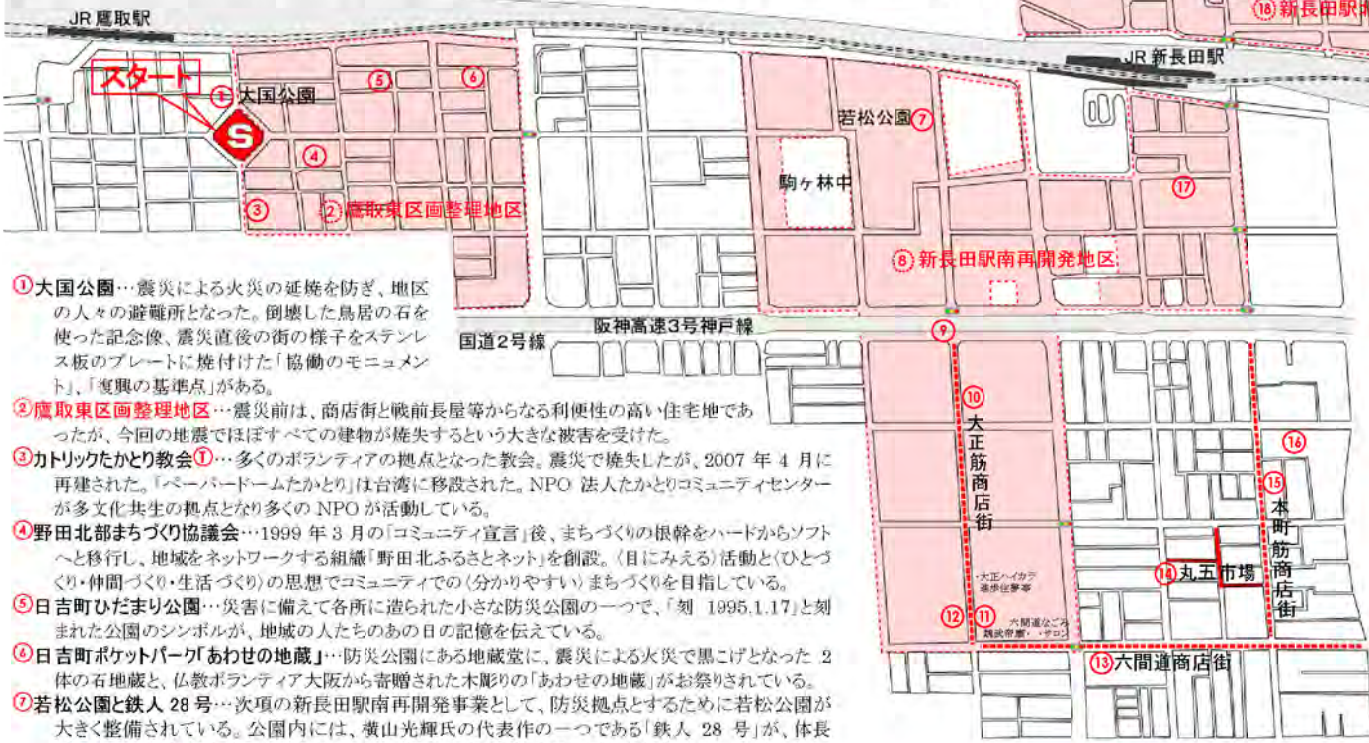 JR 鷹取駅
⑱新長田駅
JR 新長田駅
スタート
① 大国公園
S
⑤
⑥
④
③
②鷹取東区画整理地区
若松公園⑦
駒ヶ林中
⑰
⑧新長田駅南再開発地区
阪神高速3号神戸線
国道2号線
⑨
⑩
大正筋商店街
⑯
⑮
本町筋商店街
⑭丸五市場
⑫
⑪
⑬六間道商店街
①大国公園…震災による火災の延焼を防ぎ、地区
の人々の避難所となった。倒壊した鳥居の石を
使った記念像、震災直後の街の様子をステンレ
ス板のプレートに焼付けた「協働のモニュメン
ト」、「復興の基準点」がある。
②鷹取東区画整理地区…震災前は、商店街と戦前長屋等からなる利便性の高い住宅地であ
ったが、今回の地震でほぼすべての建物が焼失するという大きな被害を受けた。
③カトリックたかとり教会Ⓣ…多くのボランティアの拠点となった教会。震災で焼失したが、2007 年 4 月に
再建された。「ペーパードームたかとり」は台湾に移設された。NPO 法人たかとりコミュニティセンター
が多文化共生の拠点となり多くの NPO が活動している。
④野田北部まちづくり協議会…1999 年 3 月の「コミュニティ宣言」後、まちづくりの根幹をハードからソフト
へと移行し、地域をネットワークする組織「野田北ふるさとネット」を創設。〈目にみえる〉活動と〈ひとづ
くり・仲間づくり・生活づくり〉の思想でコミュニティでの〈分かりやすい〉まちづくりを目指している。
⑤日吉町ひだまり公園…災害に備えて各所に造られた小さな防災公園の一つで、「刻 1995.1.17」と刻
まれた公園のシンボルが、地域の人たちのあの日の記憶を伝えている。
⑥日吉町ポケットパーク「あわせの地蔵」…防災公園にある地蔵堂に、震災による火災で黒こげとなった 2
体の石地蔵と、仏教ボランティア大阪から寄贈された木彫りの「あわせの地蔵」がお祭りされている。
⑦若松公園と鉄人 28 号…次項の新長田駅南再開発事業として、防災拠点とするために若松公園が
大きく整備されている。公園内には、横山光輝氏の代表作の一つである「鉄人 28 号」が、体長